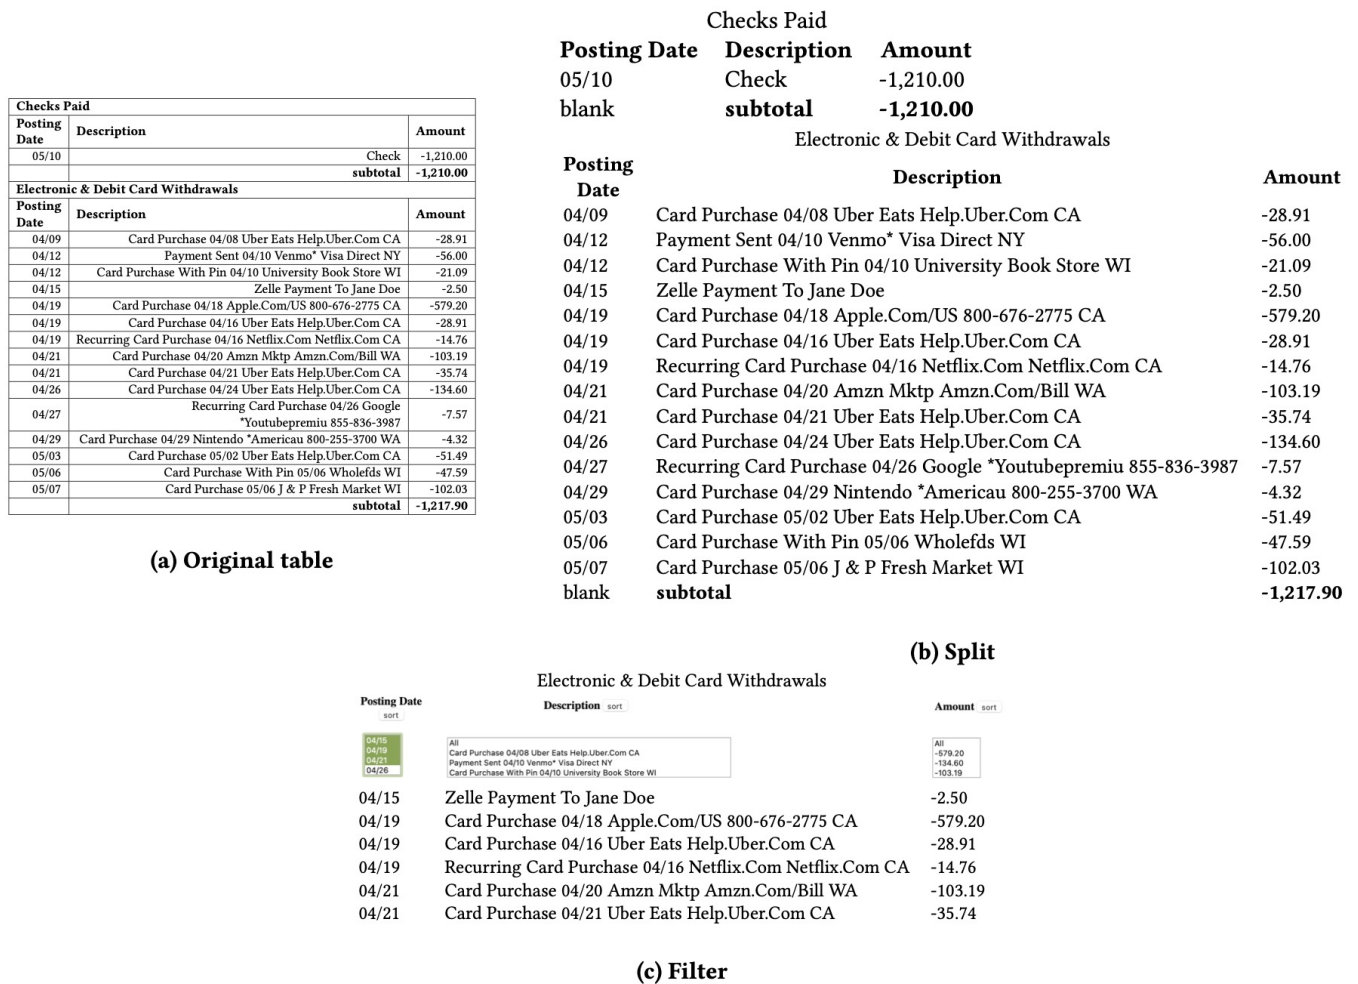 Checks Paid
Posting Date Description Amount
05/10 Check -1,210.00
subtotal -1,210.00
Electronic & Debit Card Withdrawals
Posting Date Description Amount
04/09 Card Purchase 04/08 Uber Eats Help.Uber.Com CA -28.91
04/12 Payment Sent 04/10 Venmo* Visa Direct NY -56.00
04/12 Card Purchase With Pin 04/10 University Book Store WI -21.09
04/15 Zelle Payment To Jane Doe -2.50
04/19 Card Purchase 04/18 Apple.Com/US 800-676-2775 CA -579.20
04/19 Card Purchase 04/16 Uber Eats Help.Uber.Com CA -28.91
04/19 Recurring Card Purchase 04/16 Netflix.Com Netflix.Com CA -14.76
04/21 Card Purchase 04/20 Amzn Mktp Amzn.Com/Bill WA -103.19
04/21 Card Purchase 04/21 Uber Eats Help.Uber.Com CA -35.74
04/26 Card Purchase 04/24 Uber Eats Help.Uber.Com CA -134.60
04/27 Recurring Card Purchase 04/26 Google
*Youtubepremiu 855-836-3987 -7.57
04/29 Card Purchase 04/29 Nintendo *Americau 800-255-3700 WA -4.32
05/03 Card Purchase 05/02 Uber Eats Help.Uber.Com CA -51.49
05/06 Card Purchase With Pin 05/06 Wholefds WI -47.59
05/07 Card Purchase 05/06 J & P Fresh Market WI -102.03
subtotal -1,217.90
(a) Original table
Checks Paid
Posting Date Description Amount
05/10 Check -1,210.00
blank subtotal -1,210.00
Electronic & Debit Card Withdrawals
Posting
Date Description Amount
04/09 Card Purchase 04/08 Uber Eats Help.Uber.Com CA -28.91
04/12 Payment Sent 04/10 Venmo* Visa Direct NY -56.00
04/12 Card Purchase With Pin 04/10 University Book Store WI -21.09
04/15 Zelle Payment To Jane Doe -2.50
04/19 Card Purchase 04/18 Apple.Com/US 800-676-2775 CA -579.20
04/19 Card Purchase 04/16 Uber Eats Help.Uber.Com CA -28.91
04/19 Recurring Card Purchase 04/16 Netflix.Com Netflix.Com CA -14.76
04/21 Card Purchase 04/20 Amzn Mktp Amzn.Com/Bill WA -103.19
04/21 Card Purchase 04/21 Uber Eats Help.Uber.Com CA -35.74
04/26 Card Purchase 04/24 Uber Eats Help.Uber.Com CA -134.60
04/27 Recurring Card Purchase 04/26 Google *Youtubepremiu 855-836-3987 -7.57
04/29 Card Purchase 04/29 Nintendo *Americau 800-255-3700 WA -4.32
05/03 Card Purchase 05/02 Uber Eats Help.Uber.Com CA -51.49
05/06 Card Purchase With Pin 05/06 Wholefds WI -47.59
05/07 Card Purchase 05/06 J & P Fresh Market WI -102.03
blank subtotal -1,217.90
(b) Split
Electronic & Debit Card Withdrawals
Posting Date Description sort Amount sort
sort
04/15 All All
04/19 Card Purchase 04/08 Uber Eats Help.Uber.Com CA -579.20
04/21 Payment Sent 04/10 Venmo* Visa Direct NY -134.60
04/26 Card Purchase With Pin 04/10 University Book Store WI -103.19
04/15 Zelle Payment To Jane Doe -2.50
04/19 Card Purchase 04/18 Apple.Com/US 800-676-2775 CA -579.20
04/19 Card Purchase 04/16 Uber Eats Help.Uber.Com CA -28.91
04/19 Recurring Card Purchase 04/16 Netflix.Com Netflix.Com CA -14.76
04/21 Card Purchase 04/20 Amzn Mktp Amzn.Com/Bill WA -103.19
04/21 Card Purchase 04/21 Uber Eats Help.Uber.Com CA -35.74
(c) Filter